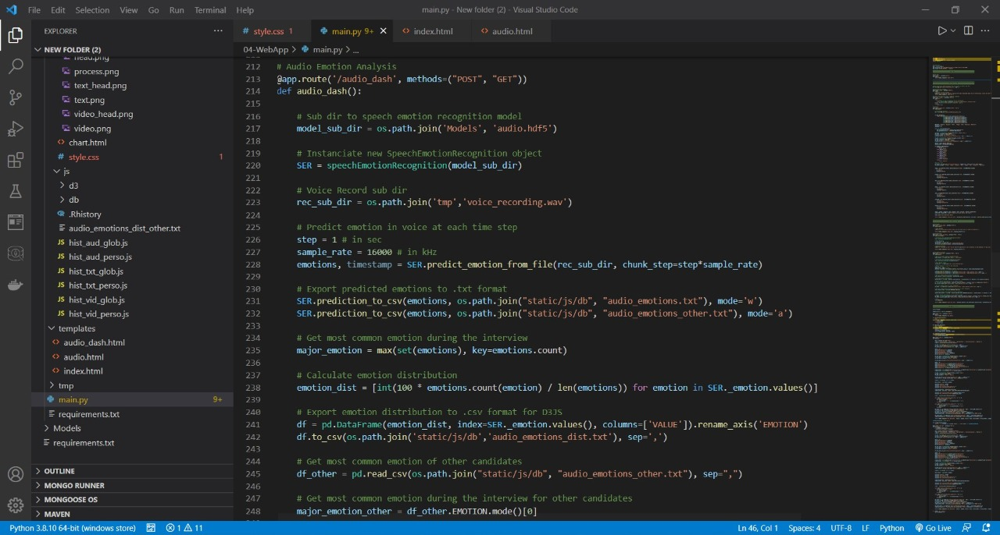 File Edit Selection View Go Run Terminal Help
main.py - New folder (2) - Visual Studio Code
EXPLORER
NEW FOLDER (2)
head.png
process.png
text_head.png
text.png
video_head.png
video.png
chart.html
style.css 1
js
d3
db
.Rhistory
audio_emotions_dist_other.txt
hist_aud_glob.js
hist_aud_perso.js
hist_txt_glob.js
hist_txt_perso.js
hist_vid_glob.js
hist_vid_perso.js
templates
audio_dash.html
audio.html
index.html
tmp
main.py 9+
requirements.txt
Models
requirements.txt
OUTLINE
MONGO RUNNER
MONGOOSE OS
MAVEN
style.css 1 main.py 9+ index.html audio.html
04-WebApp > main.py > ...
212 # Audio Emotion Analysis
213 @app.route('/audio_dash', methods=("POST", "GET"))
214 def audio_dash():
215
216 # Sub dir to speech emotion recognition model
217 model_sub_dir = os.path.join('Models', 'audio.hdf5')
218
219 # Instanciate new SpeechEmotionRecognition object
220 SER = speechEmotionRecognition(model_sub_dir)
221
222 # Voice Record sub dir
223 rec_sub_dir = os.path.join('tmp','voice_recording.wav')
224
225 # Predict emotion in voice at each time step
226 step = 1 # in sec
227 sample_rate = 16000 # in kHz
228 emotions, timestamp = SER.predict_emotion_from_file(rec_sub_dir, chunk_step=step*sample_rate)
229
230 # Export predicted emotions to .txt format
231 SER.prediction_to_csv(emotions, os.path.join("static/js/db", "audio_emotions.txt"), mode='w')
232 SER.prediction_to_csv(emotions, os.path.join("static/js/db", "audio_emotions_other.txt"), mode='a')
233
234 # Get most common emotion during the interview
235 major_emotion = max(set(emotions), key=emotions.count)
236
237 # Calculate emotion distribution
238 emotion_dist = [int(100 * emotions.count(emotion) / len(emotions)) for emotion in SER._emotion.values()]
239
240 # Export emotion distribution to .csv format for D3JS
241 df = pd.DataFrame(emotion_dist, index=SER._emotion.values(), columns=['VALUE']).rename_axis('EMOTION')
242 df.to_csv(os.path.join('static/js/db','audio_emotions_dist.txt'), sep=',')
243
244 # Get most common emotion of other candidates
245 df_other = pd.read_csv(os.path.join("static/js/db", "audio_emotions_other.txt"), sep=",")
246
247 # Get most common emotion during the interview for other candidates
248 major_emotion_other = df_other.EMOTION.mode()[0]
Python 3.8.10 64-bit (windows store) 1 11 Ln 46, Col 1 Spaces: 4 UTF-8 LF Python Go Live